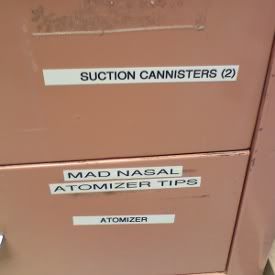 SUCTION CANNISTERS (2)
MAD NASAL
ATOMIZER TIPS
ATOMIZER